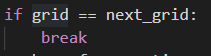 if grid == next_grid:
    break